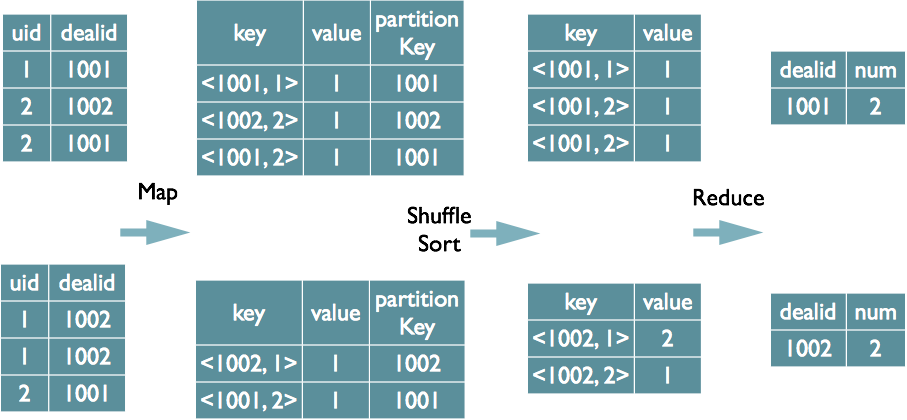 uid dealid
1 1001
2 1002
2 1001
key value partition Key
<1001, 1> 1 1001
<1002, 2> 1 1002
<1001, 2> 1 1001
key value
<1001, 1> 1
<1001, 2> 1
<1001, 2> 1
dealid num
1001 2
Map
Shuffle
Sort
Reduce
uid dealid
1 1002
1 1002
2 1001
key value partition Key
<1002, 1> 1 1002
<1001, 2> 1 1001
key value
<1002, 1> 2
<1002, 2> 1
dealid num
1002 2